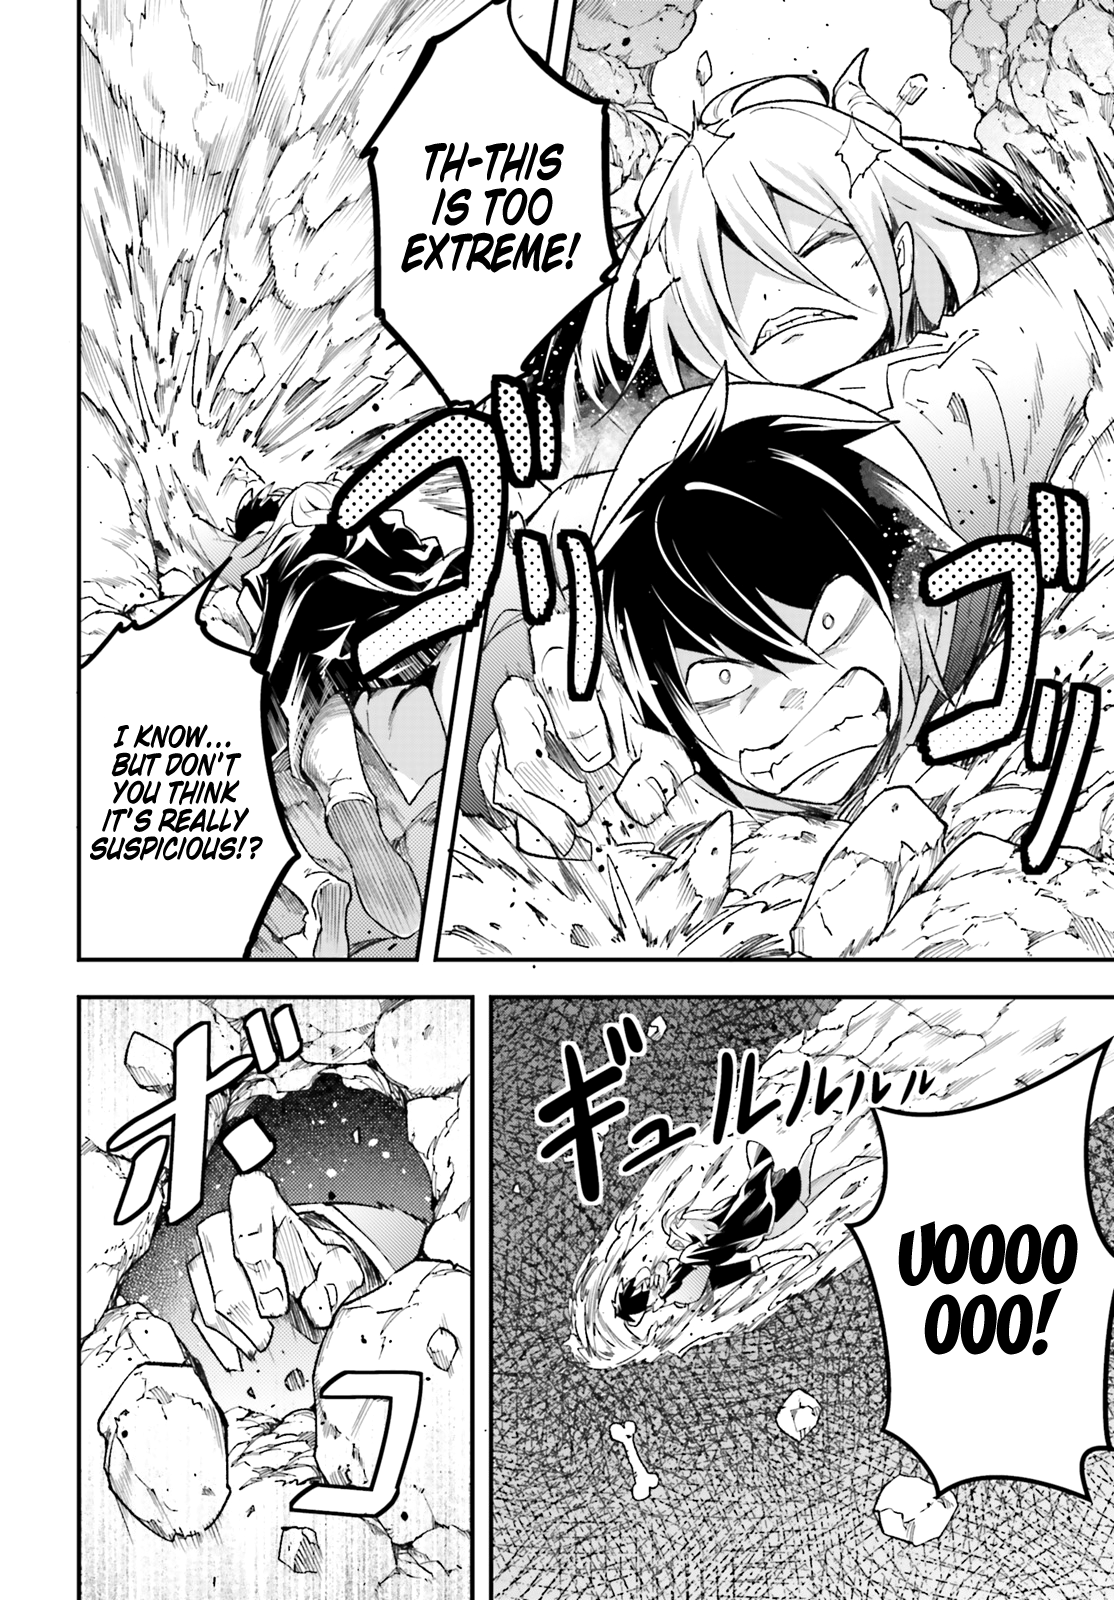 ゴゴ
TH-THIS
IS TOO
EXTREME!
ゴゴ
I KNOW...
BUT DON'T
YOU THINK
IT'S REALLY
SUSPICIOUS!?
UOOOO
OOO!
ギュルルルル
ボコ